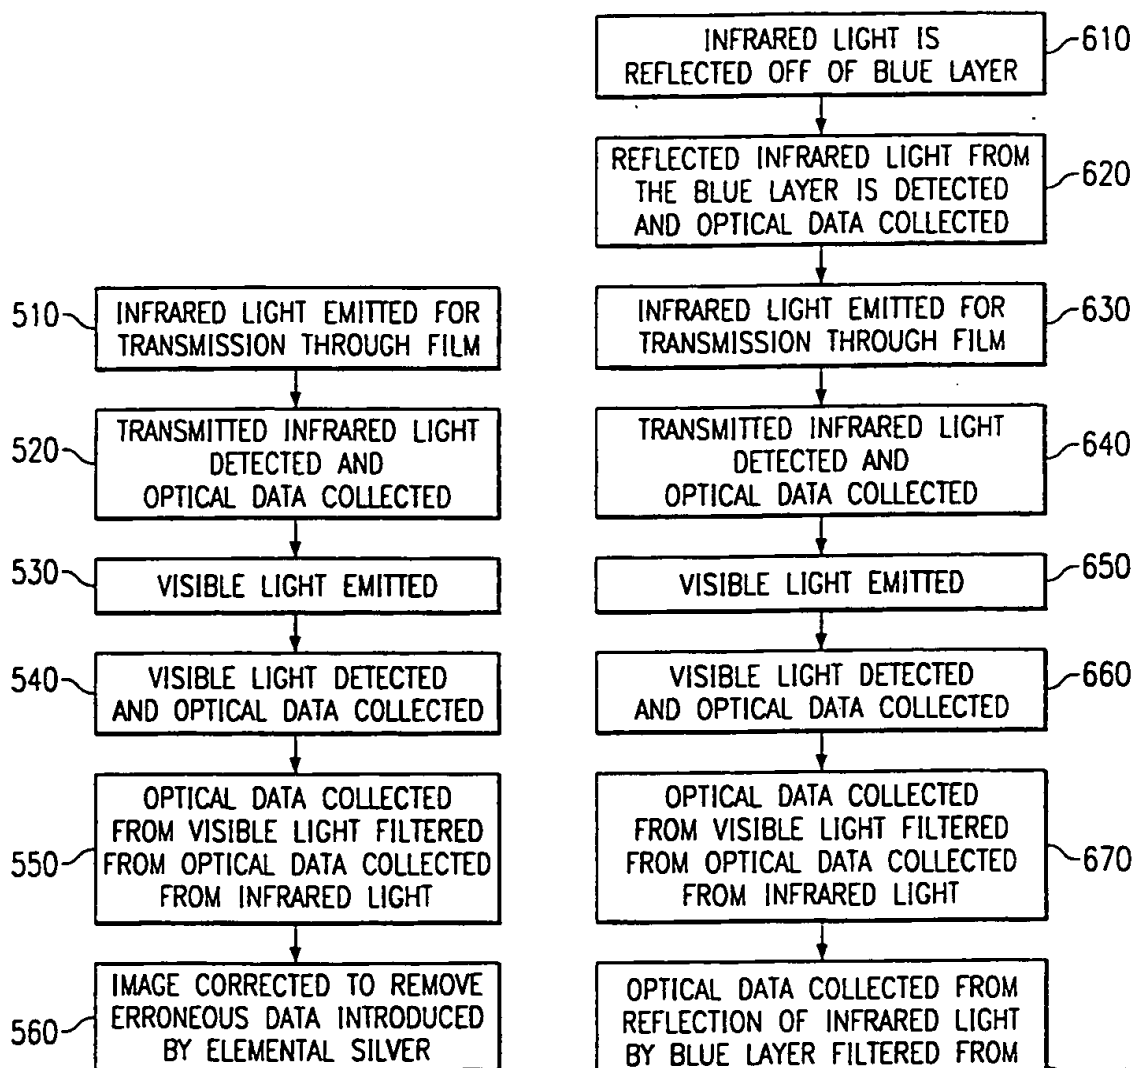 510
INFRARED LIGHT EMITTED FOR
TRANSMISSION THROUGH FILM
520
TRANSMITTED INFRARED LIGHT
DETECTED AND
OPTICAL DATA COLLECTED
530
VISIBLE LIGHT EMITTED
540
VISIBLE LIGHT DETECTED
AND OPTICAL DATA COLLECTED
550
OPTICAL DATA COLLECTED
FROM VISIBLE LIGHT FILTERED
FROM OPTICAL DATA COLLECTED
FROM INFRARED LIGHT
560
IMAGE CORRECTED TO REMOVE
ERRONEOUS DATA INTRODUCED
BY ELEMENTAL SILVER
INFRARED LIGHT IS
REFLECTED OFF OF BLUE LAYER
610
REFLECTED INFRARED LIGHT FROM
THE BLUE LAYER IS DETECTED
AND OPTICAL DATA COLLECTED
620
INFRARED LIGHT EMITTED FOR
TRANSMISSION THROUGH FILM
630
TRANSMITTED INFRARED LIGHT
DETECTED AND
OPTICAL DATA COLLECTED
640
VISIBLE LIGHT EMITTED
650
VISIBLE LIGHT DETECTED
AND OPTICAL DATA COLLECTED
660
OPTICAL DATA COLLECTED
FROM VISIBLE LIGHT FILTERED
FROM OPTICAL DATA COLLECTED
FROM INFRARED LIGHT
670
OPTICAL DATA COLLECTED FROM
REFLECTION OF INFRARED LIGHT
BY BLUE LAYER FILTERED FROM